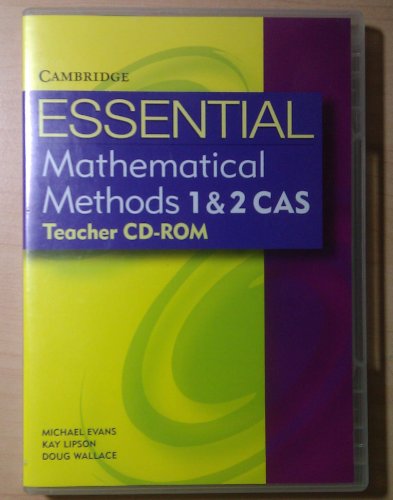 CAMBRIDGE
ESSENTIAL
Mathematical
Methods 1 & 2 CAS
Teacher CD-ROM
MICHAEL EVANS
KAY LIPSON
DOUG WALLACE